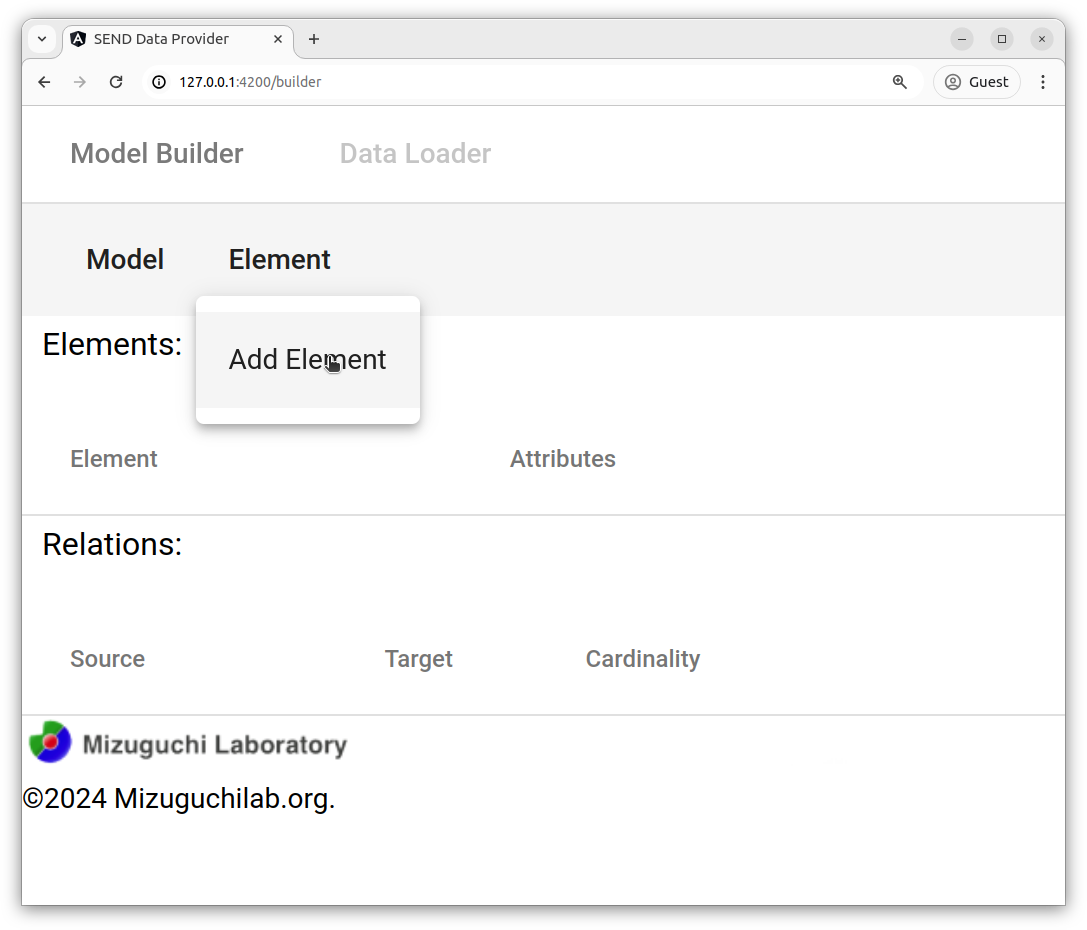 SEND Data Provider
127.0.0.1:4200/builder
Guest
Model Builder Data Loader
Model Element
Elements:
Add Element
Element Attributes
Relations:
Source Target Cardinality
Mizuguchi Laboratory
©2024 Mizuguchilab.org.